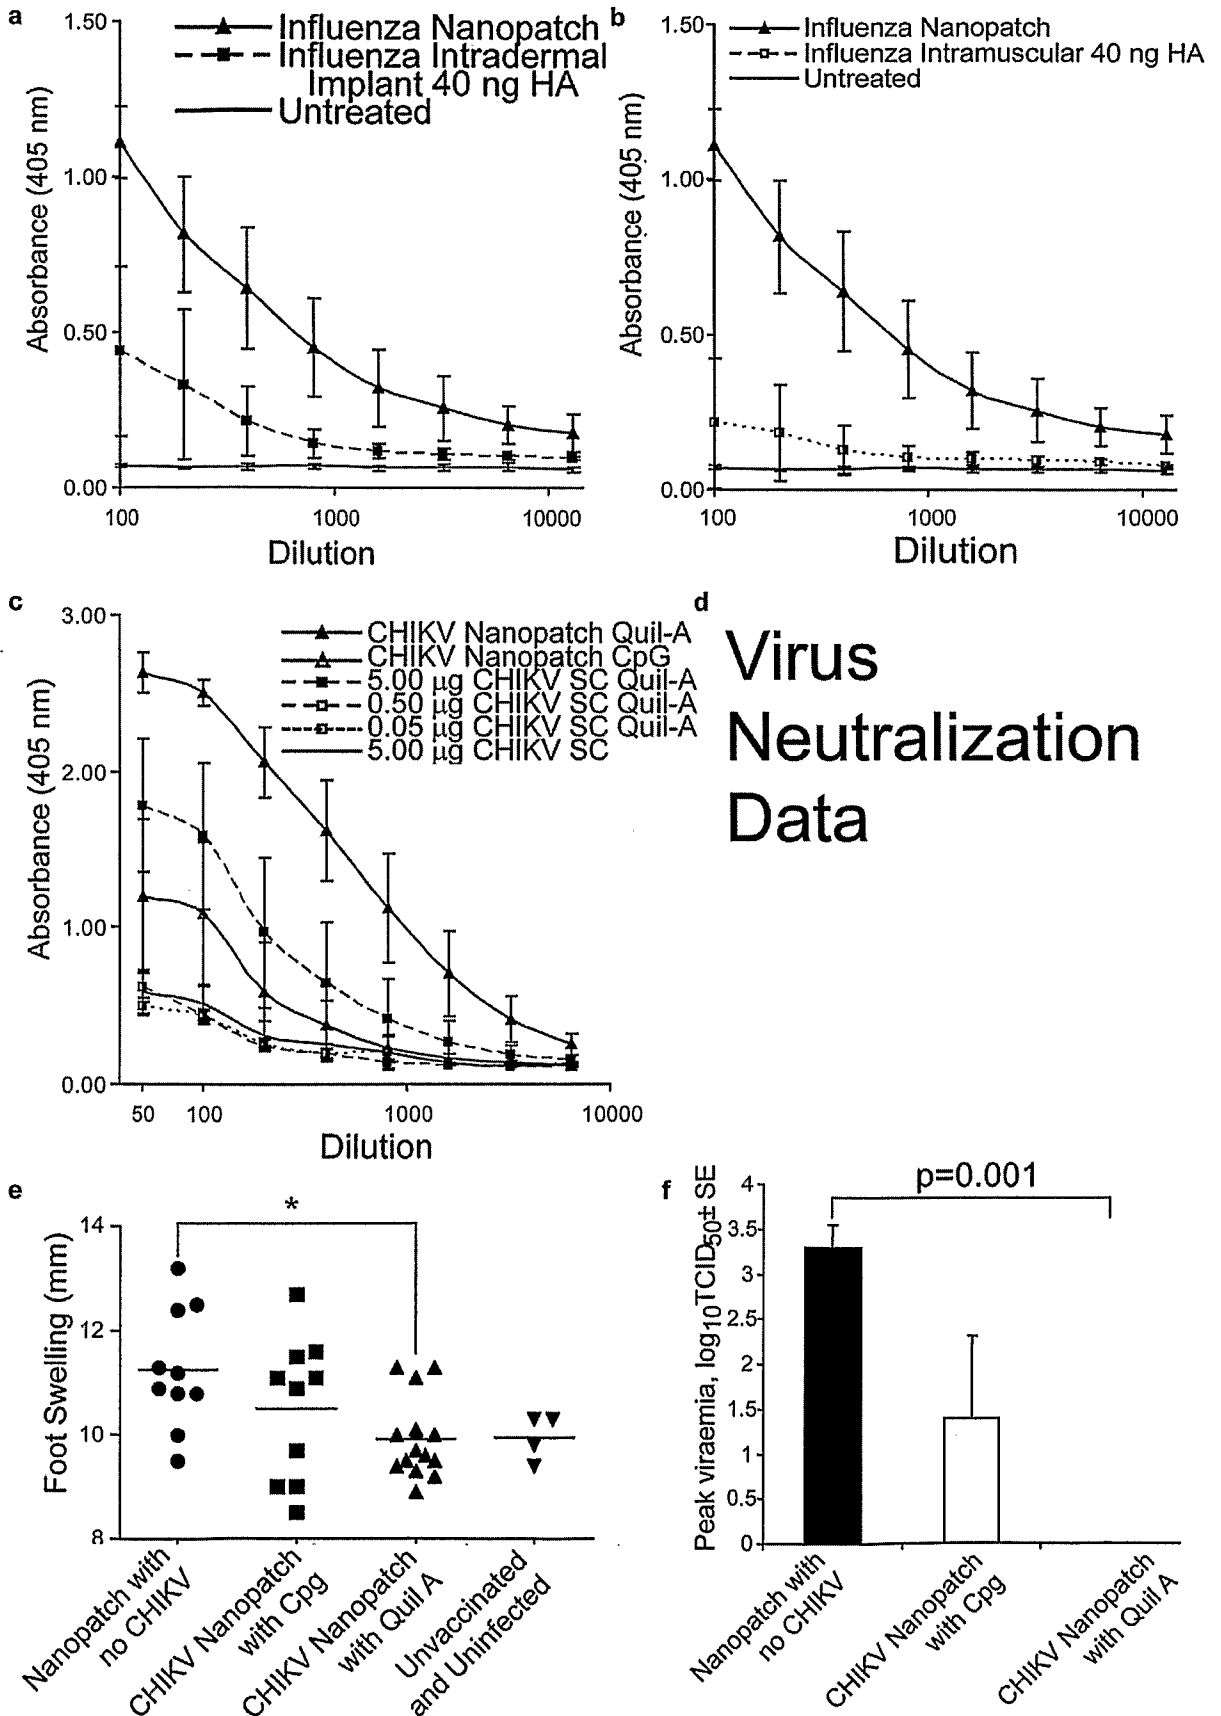 a
1.50
1.00
0.50
0.00
Absorbance (405 nm)
Influenza Nanopatch
Influenza Intradermal
Implant 40 ng HA
Untreated
100
1000
10000
Dilution
b
1.50
1.00
0.50
0.00
Absorbance (405 nm)
Influenza Nanopatch
Influenza Intramuscular 40 ng HA
Untreated
100
1000
10000
Dilution
c
3.00
2.00
1.00
0.00
Absorbance (405 nm)
CHIKV Nanopatch Quil-A
CHIKV Nanopatch CpG
5.00 µg CHIKV SC Quil-A
0.50 µg CHIKV SC Quil-A
0.05 µg CHIKV SC Quil-A
5.00 µg CHIKV SC
50
100
1000
10000
Dilution
d
Virus
Neutralization
Data
e
14
12
10
8
Foot Swelling (mm)
*
Nanopatch with
no CHIKV
CHIKV Nanopatch
with Cpg
CHIKV Nanopatch
with Quil A
Unvaccinated
and Uninfected
f
4
3.5
3
2.5
2
1.5
1
0.5
0
Peak viraemia, log10TCID50± SE
p=0.001
Nanopatch with
no CHIKV
CHIKV Nanopatch
with Cpg
CHIKV Nanopatch
with Quil A